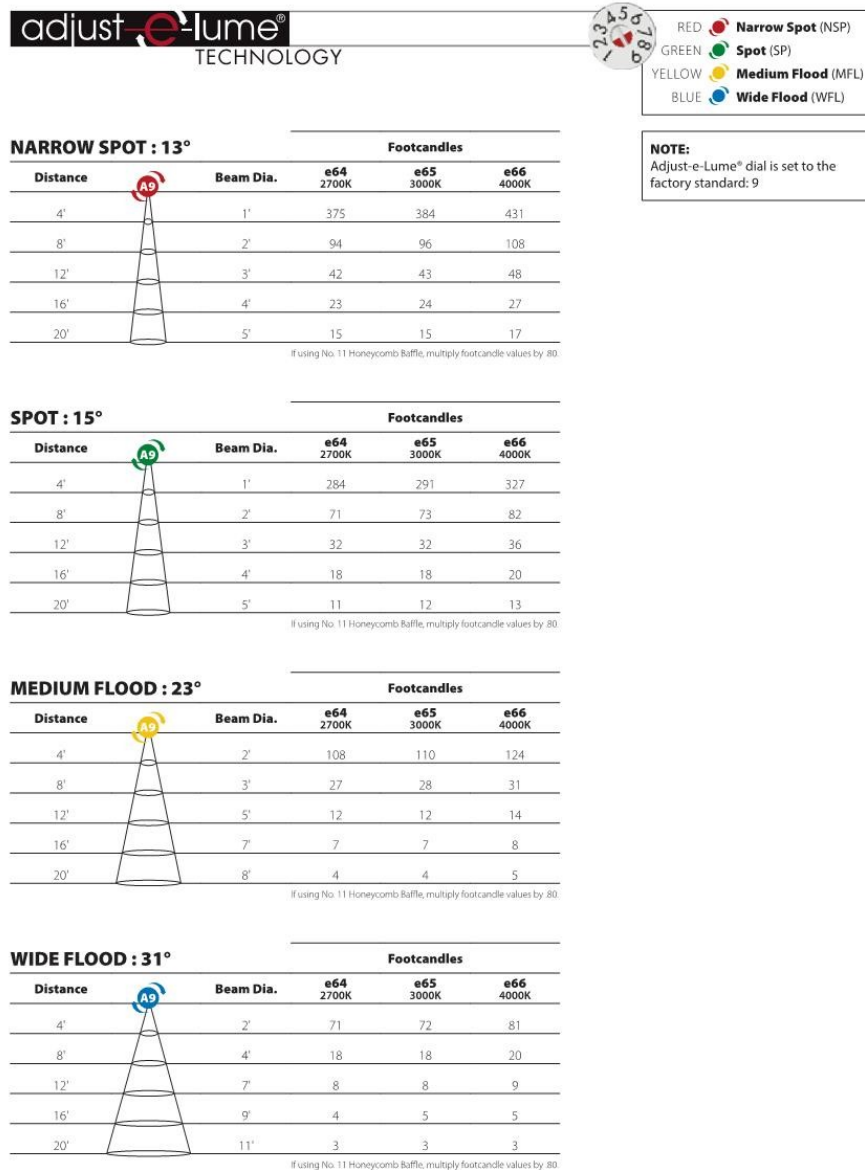 adjust-e-lume®
TECHNOLOGY
1 2 3 4 5 6 7 8 9
RED Narrow Spot (NSP)
GREEN Spot (SP)
YELLOW Medium Flood (MFL)
BLUE Wide Flood (WFL)
NOTE:
Adjust-e-Lume® dial is set to the
factory standard: 9
NARROW SPOT : 13° Footcandles
Distance A9 Beam Dia. e64 2700K e65 3000K e66 4000K
4' 1' 375 384 431
8' 2' 94 96 108
12' 3' 42 43 48
16' 4' 23 24 27
20' 5' 15 15 17
If using No. 11 Honeycomb Baffle, multiply footcandle values by .80.
SPOT : 15° Footcandles
Distance A9 Beam Dia. e64 2700K e65 3000K e66 4000K
4' 1' 284 291 327
8' 2' 71 73 82
12' 3' 32 32 36
16' 4' 18 18 20
20' 5' 11 12 13
If using No. 11 Honeycomb Baffle, multiply footcandle values by .80.
MEDIUM FLOOD : 23° Footcandles
Distance A9 Beam Dia. e64 2700K e65 3000K e66 4000K
4' 2' 108 110 124
8' 3' 27 28 31
12' 5' 12 12 14
16' 7' 7 7 8
20' 8' 4 4 5
If using No. 11 Honeycomb Baffle, multiply footcandle values by .80.
WIDE FLOOD : 31° Footcandles
Distance A9 Beam Dia. e64 2700K e65 3000K e66 4000K
4' 2' 71 72 81
8' 4' 18 18 20
12' 7' 8 8 9
16' 9' 4 5 5
20' 11' 3 3 3
If using No. 11 Honeycomb Baffle, multiply footcandle values by .80.